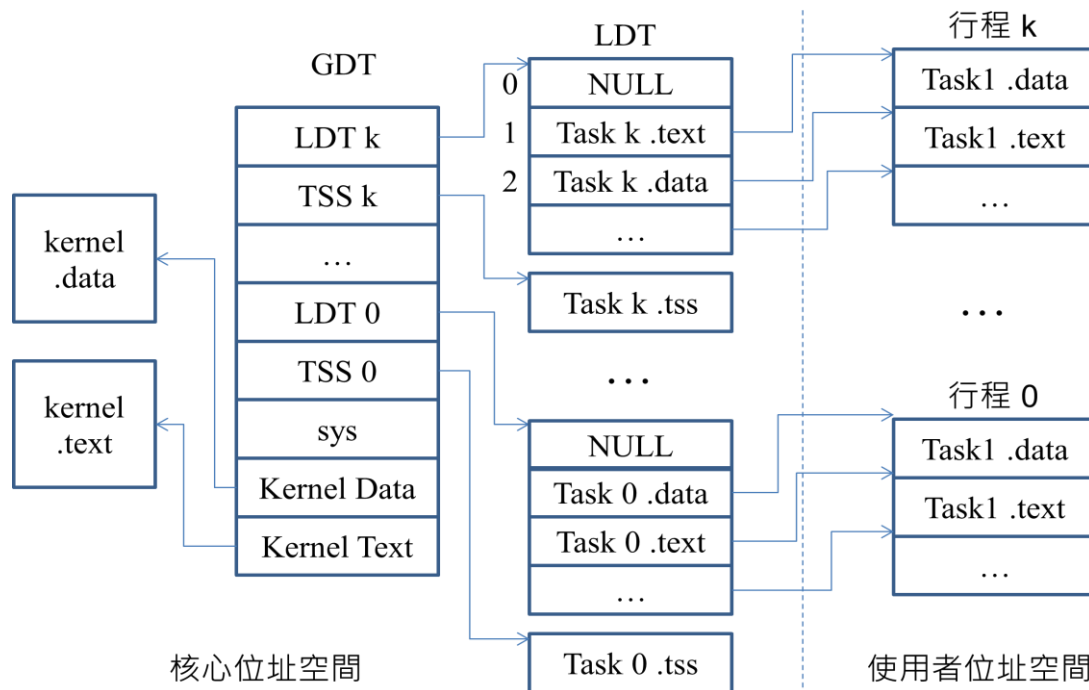 GDT
LDT k
TSS k
…
LDT 0
TSS 0
sys
Kernel Data
Kernel Text
kernel
.data
kernel
.text
核心位址空間
LDT
0
NULL
1
Task k .text
2
Task k .data
…
Task k .tss
…
NULL
Task 0 .data
Task 0 .text
…
Task 0 .tss
行程 k
Task1 .data
Task1 .text
…
…
行程 0
Task1 .data
Task1 .text
…
使用者位址空間